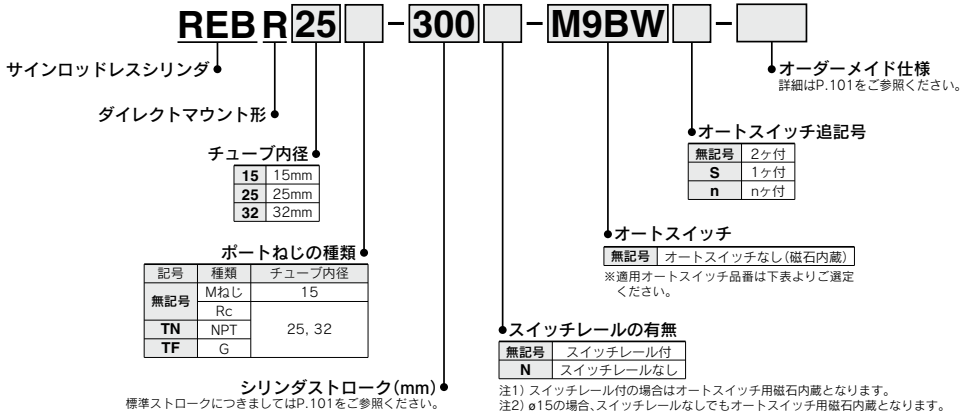 REB R 25 - 300 - M9BW -
サインロッドレスシリンダ
ダイレクトマウント形
チューブ内径
15 15mm
25 25mm
32 32mm
ポートねじの種類
記号 種類 チューブ内径
無記号 Mねじ 15
Rc 25, 32
TN NPT
TF G
シリンダストローク(mm)
標準ストロークにつきましてはP.101をご参照ください。
オーダーメイド仕様
詳細はP.101をご参照ください。
オートスイッチ追記号
無記号 2ヶ付
S 1ヶ付
n nヶ付
オートスイッチ
無記号 オートスイッチなし(磁石内蔵)
※適用オートスイッチ品番は下表よりご選定
ください。
スイッチレールの有無
無記号 スイッチレール付
N スイッチレールなし
注1) スイッチレール付の場合はオートスイッチ用磁石内蔵となります。
注2) ø15の場合、スイッチレールなしでもオートスイッチ用磁石内蔵となります。